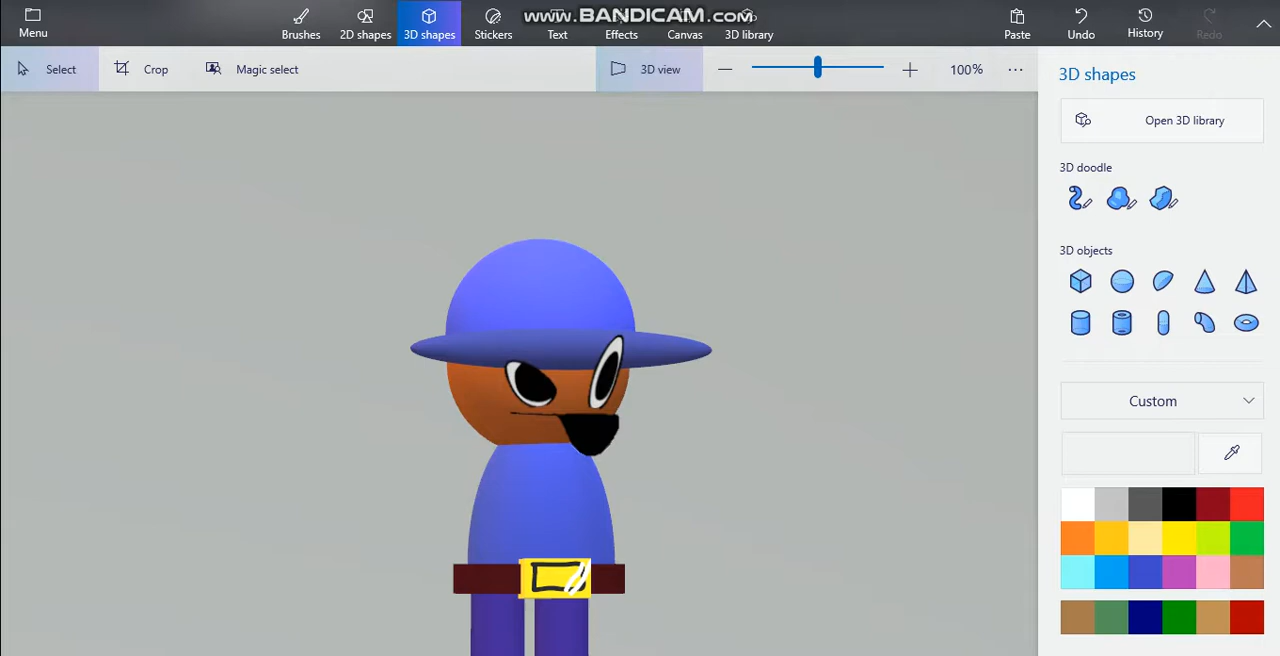 www.BANDICAM.com
Menu
Brushes
2D shapes
3D shapes
Stickers
Text
Effects
Canvas
3D library
Paste
Undo
History
Redo
Select
Crop
Magic select
3D view
100%
3D shapes
Open 3D library
3D doodle
3D objects
Custom